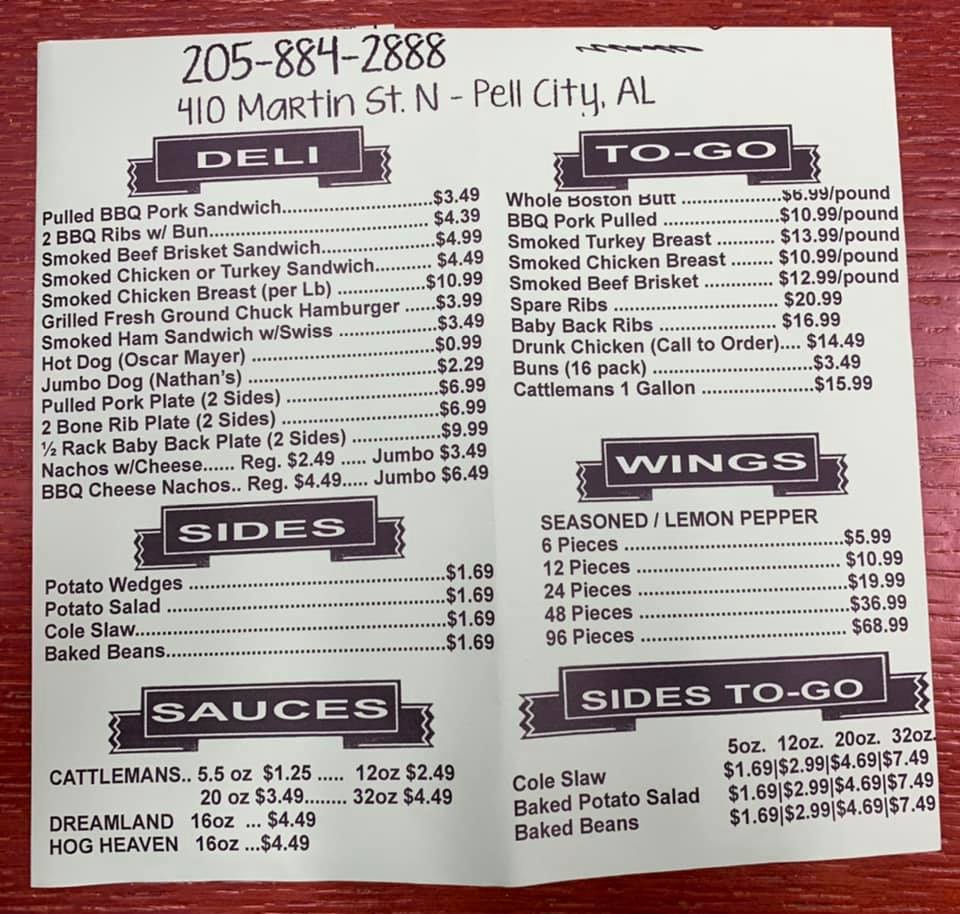 205-884-2888
410 Martin St. N - Pell City, AL
DELI
Pulled BBQ Pork Sandwich..............................$3.49
2 BBQ Ribs w/ Bun.......................................... $4.39
Smoked Beef Brisket Sandwich......................$4.99
Smoked Chicken or Turkey Sandwich........... $4.49
Smoked Chicken Breast (per Lb) ...................$10.99
Grilled Fresh Ground Chuck Hamburger ......$3.99
Smoked Ham Sandwich w/Swiss ...................$3.49
Hot Dog (Oscar Mayer) ....................................$0.99
Jumbo Dog (Nathan's) .....................................$2.29
Pulled Pork Plate (2 Sides) ..............................$6.99
2 Bone Rib Plate (2 Sides) ...............................$6.99
½ Rack Baby Back Plate (2 Sides) .................$9.99
Nachos w/Cheese...... Reg. $2.49 ..... Jumbo $3.49
BBQ Cheese Nachos.. Reg. $4.49..... Jumbo $6.49
SIDES
Potato Wedges ..................................................$1.69
Potato Salad ......................................................$1.69
Cole Slaw............................................................$1.69
Baked Beans.......................................................$1.69
SAUCES
CATTLEMANS.. 5.5 oz $1.25 ..... 12oz $2.49
20 oz $3.49........ 32oz $4.49
DREAMLAND 16oz ... $4.49
HOG HEAVEN 16oz ...$4.49
TO-GO
Whole Boston Butt ....................$6.99/pound
BBQ Pork Pulled .......................$10.99/pound
Smoked Turkey Breast ........... $13.99/pound
Smoked Chicken Breast ........ $10.99/pound
Smoked Beef Brisket ............. $12.99/pound
Spare Ribs ................................ $20.99
Baby Back Ribs ........................ $16.99
Drunk Chicken (Call to Order).... $14.49
Buns (16 pack) ............................$3.49
Cattlemans 1 Gallon ....................$15.99
WINGS
SEASONED / LEMON PEPPER
6 Pieces .......................................$5.99
12 Pieces ..................................... $10.99
24 Pieces ......................................$19.99
48 Pieces ......................................$36.99
96 Pieces ...................................... $68.99
SIDES TO-GO
5oz. 12oz. 20oz. 32oz.
Cole Slaw $1.69|$2.99|$4.69|$7.49
Baked Potato Salad $1.69|$2.99|$4.69|$7.49
Baked Beans $1.69|$2.99|$4.69|$7.49